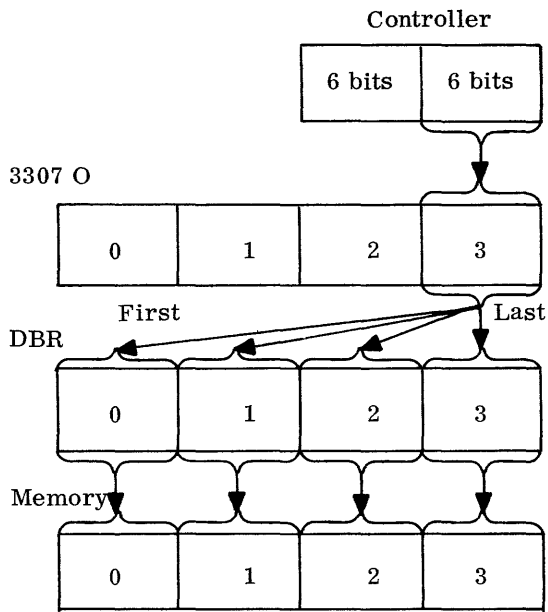 Controller
6 bits 6 bits
3307 O
0 1 2 3
First Last
DBR
0 1 2 3
Memory
0 1 2 3